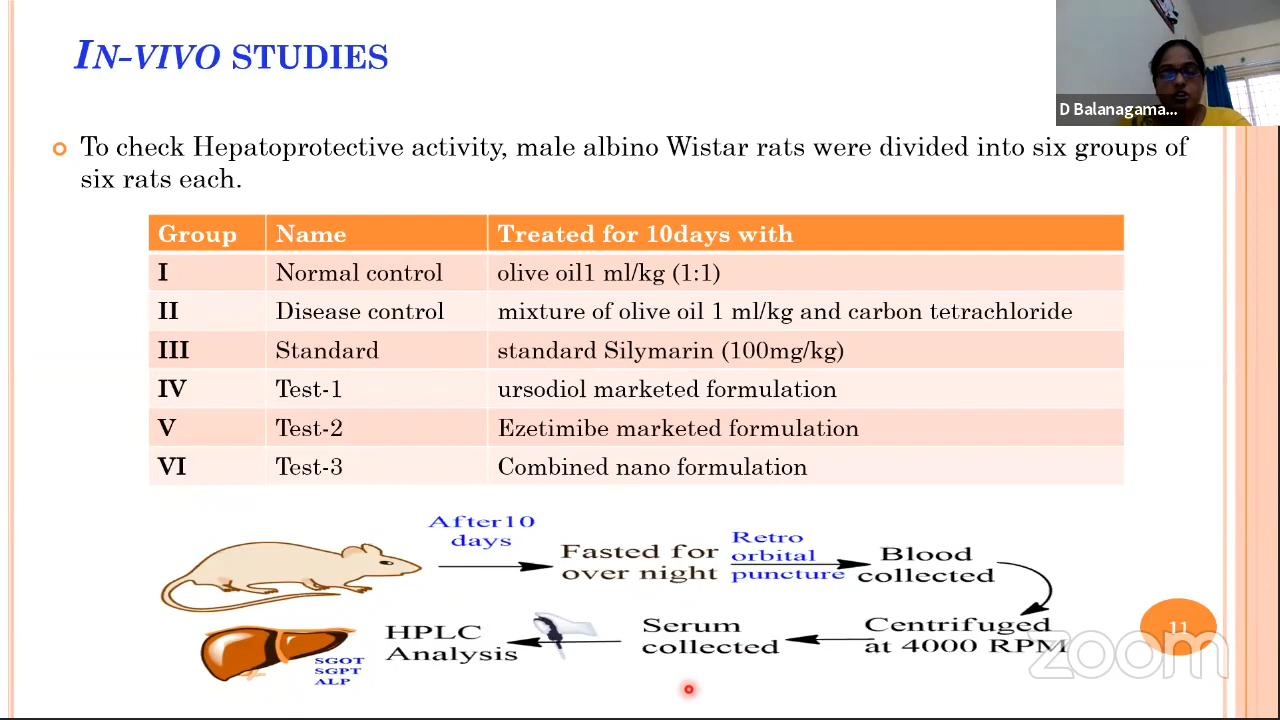 IN-VIVO STUDIES
D Balanagama...
To check Hepatoprotective activity, male albino Wistar rats were divided into six groups of
six rats each.
Group Name Treated for 10days with
I Normal control olive oil1 ml/kg (1:1)
II Disease control mixture of olive oil 1 ml/kg and carbon tetrachloride
III Standard standard Silymarin (100mg/kg)
IV Test-1 ursodiol marketed formulation
V Test-2 Ezetimibe marketed formulation
VI Test-3 Combined nano formulation
After10
days
Fasted for
over night
Retro
orbital
puncture
Blood
collected
Centrifuged
at 4000 RPM
Serum
collected
HPLC
Analysis
SGOT
SGPT
ALP
11
zoom